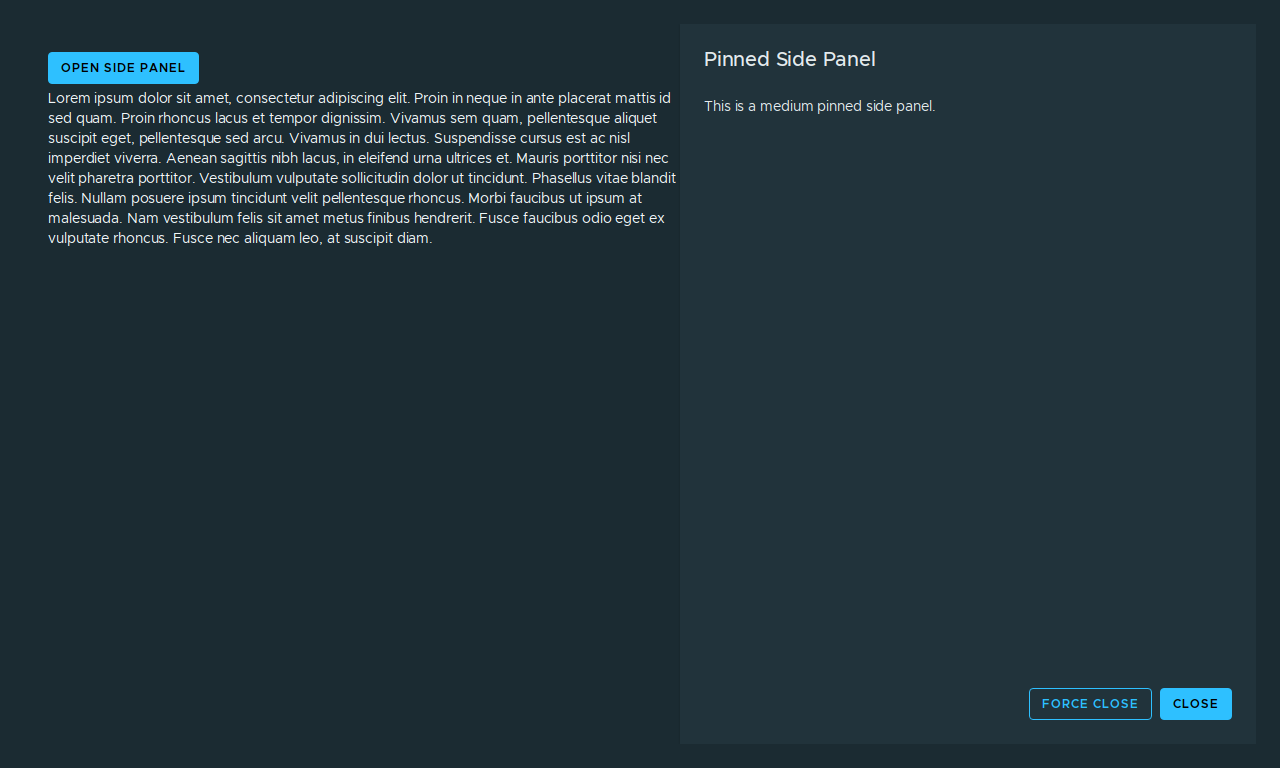 OPEN SIDE PANEL
Lorem ipsum dolor sit amet, consectetur adipiscing elit. Proin in neque in ante placerat mattis id
sed quam. Proin rhoncus lacus et tempor dignissim. Vivamus sem quam, pellentesque aliquet
suscipit eget, pellentesque sed arcu. Vivamus in dui lectus. Suspendisse cursus est ac nisl
imperdiet viverra. Aenean sagittis nibh lacus, in eleifend urna ultrices et. Mauris porttitor nisi nec
velit pharetra porttitor. Vestibulum vulputate sollicitudin dolor ut tincidunt. Phasellus vitae blandit
felis. Nullam posuere ipsum tincidunt velit pellentesque rhoncus. Morbi faucibus ut ipsum at
malesuada. Nam vestibulum felis sit amet metus finibus hendrerit. Fusce faucibus odio eget ex
vulputate rhoncus. Fusce nec aliquam leo, at suscipit diam.
Pinned Side Panel
This is a medium pinned side panel.
FORCE CLOSE
CLOSE